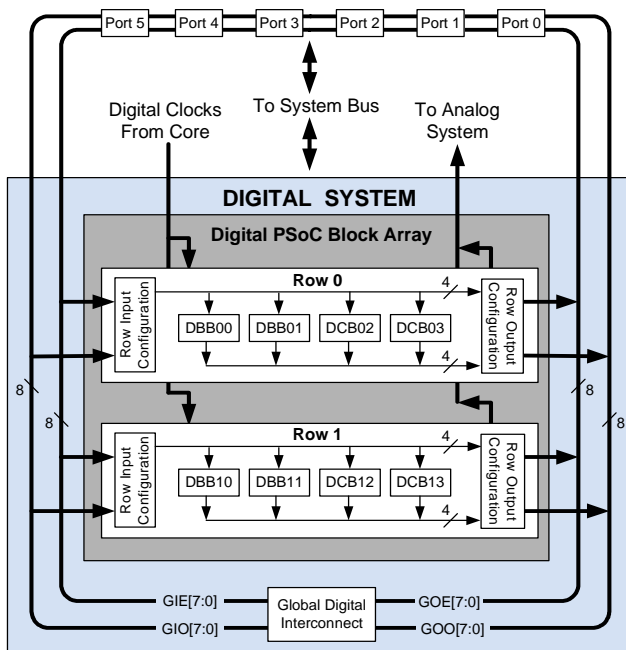 Port 5 Port 4 Port 3 Port 2 Port 1 Port 0
Digital Clocks
From Core
To System Bus
To Analog
System
DIGITAL SYSTEM
Digital PSoC Block Array
Row 0
Row Input
Configuration
4
DBB00 DBB01 DCB02 DCB03
4
Row Output
Configuration
8
8
8
8
Row 1
Row Input
Configuration
4
DBB10 DBB11 DCB12 DCB13
4
Row Output
Configuration
GIE[7:0]
GIO[7:0]
Global Digital
Interconnect
GOE[7:0]
GOO[7:0]